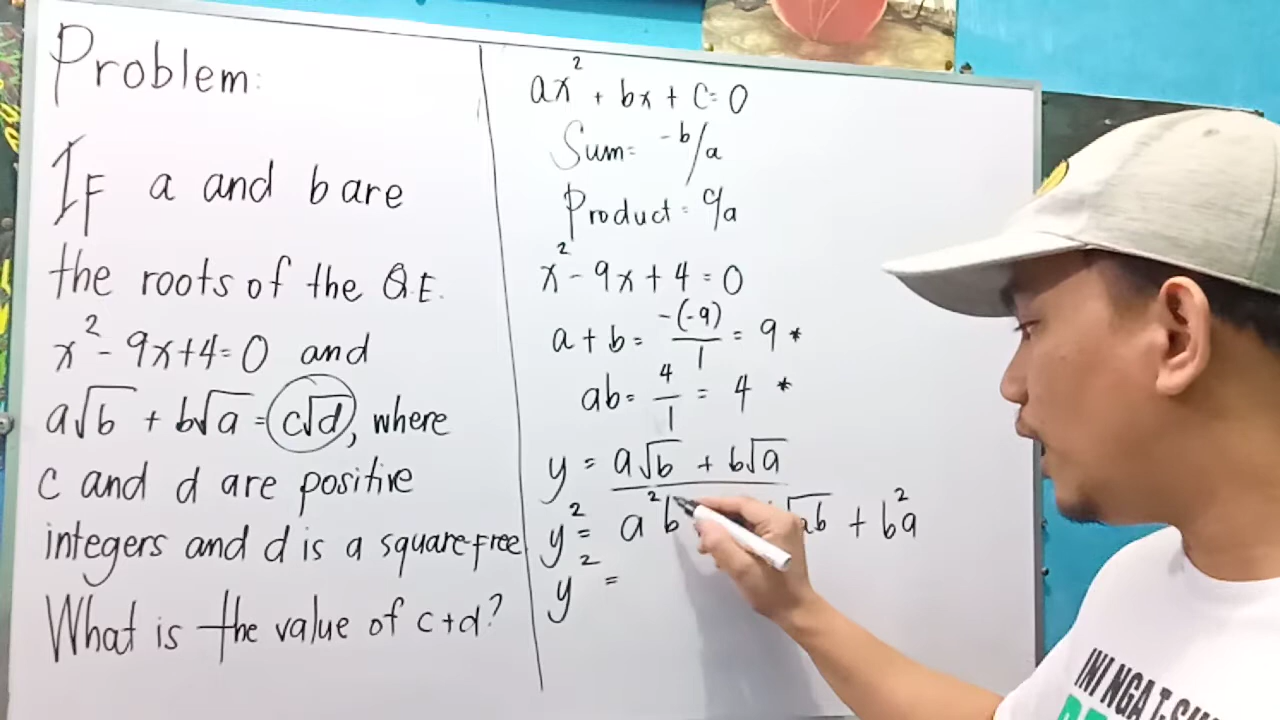 Problem:
If a and b are
the roots of the Q.E.
x² - 9x+4=0 and
a√b + b√a = c√d, where
c and d are positive
integers and d is a square-free
What is the value of c+d?
ax² + bx + c = 0
Sum = -b/a
Product = c/a
x² - 9x + 4 = 0
a + b = -(-9)/1 = 9 *
ab = 4/1 = 4 *
y = a√b + b√a
y² = a²b √ab + b²a
y² =
INI NGA T-